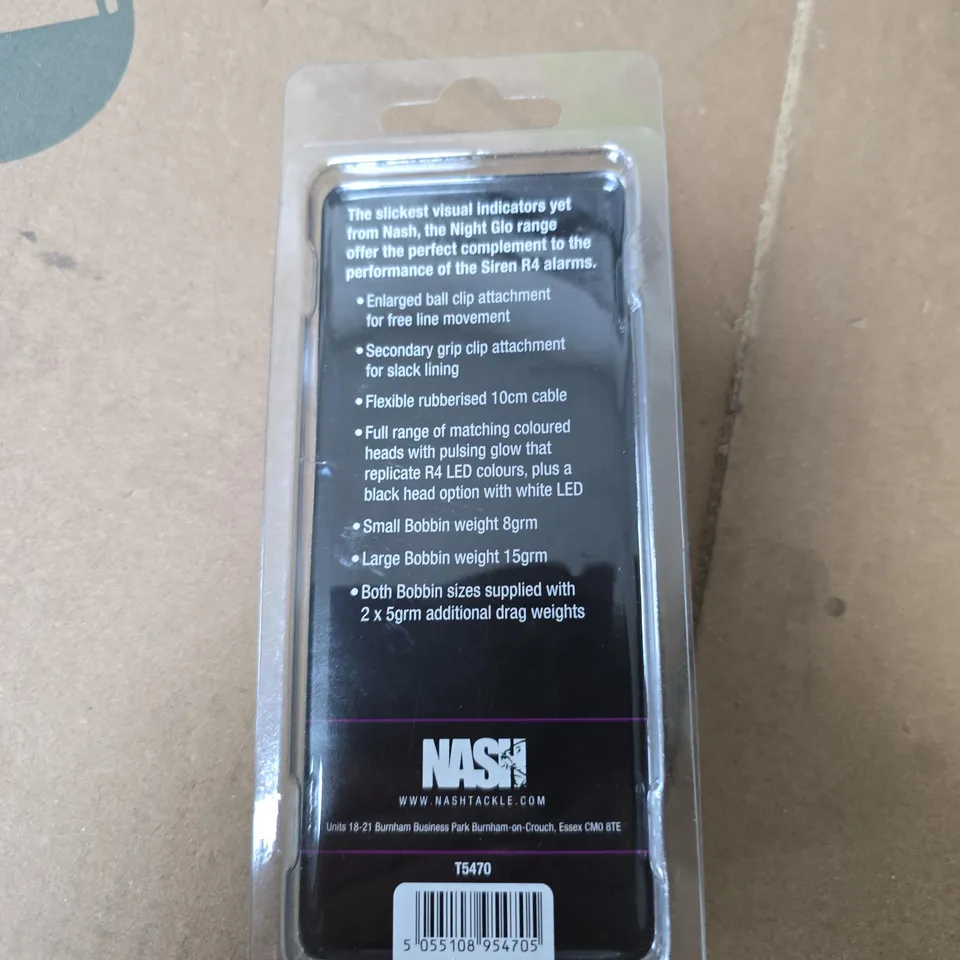 The slickest visual indicators yet
from Nash, the Night Glo range
offer the perfect complement to the
performance of the Siren R4 alarms.
• Enlarged ball clip attachment
for free line movement
• Secondary grip clip attachment
for slack lining
• Flexible rubberised 10cm cable
• Full range of matching coloured
heads with pulsing glow that
replicate R4 LED colours, plus a
black head option with white LED
• Small Bobbin weight 8grm
• Large Bobbin weight 15grm
• Both Bobbin sizes supplied with
2 x 5grm additional drag weights
NASH
WWW.NASHTACKLE.COM
Units 18-21 Burnham Business Park Burnham-on-Crouch, Essex CM0 8TE
T5470
5 055108 954705